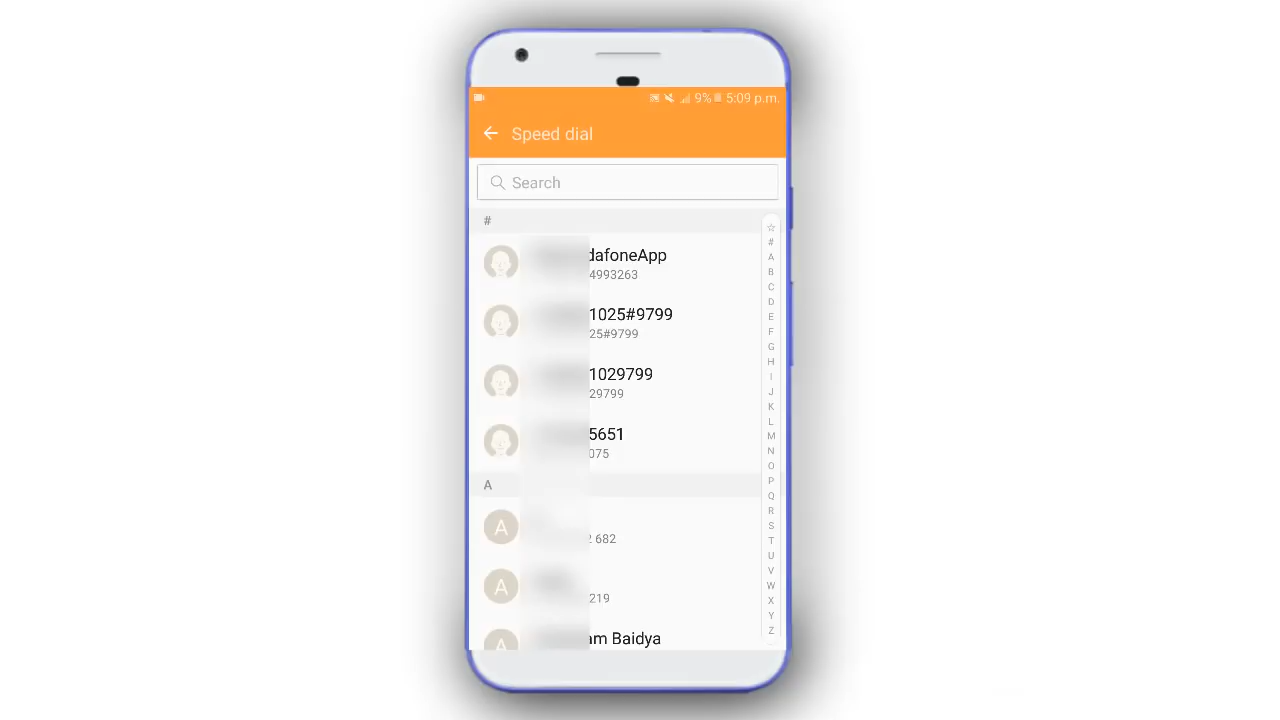 9% 5:09 p.m.
Speed dial
Search
#
dafoneApp
4993263
1025#9799
25#9799
1029799
29799
5651
075
A
A
682
A
219
A
am Baidya
☆
#
A
B
C
D
E
F
G
H
I
J
K
L
M
N
O
P
Q
R
S
T
U
V
W
X
Y
Z